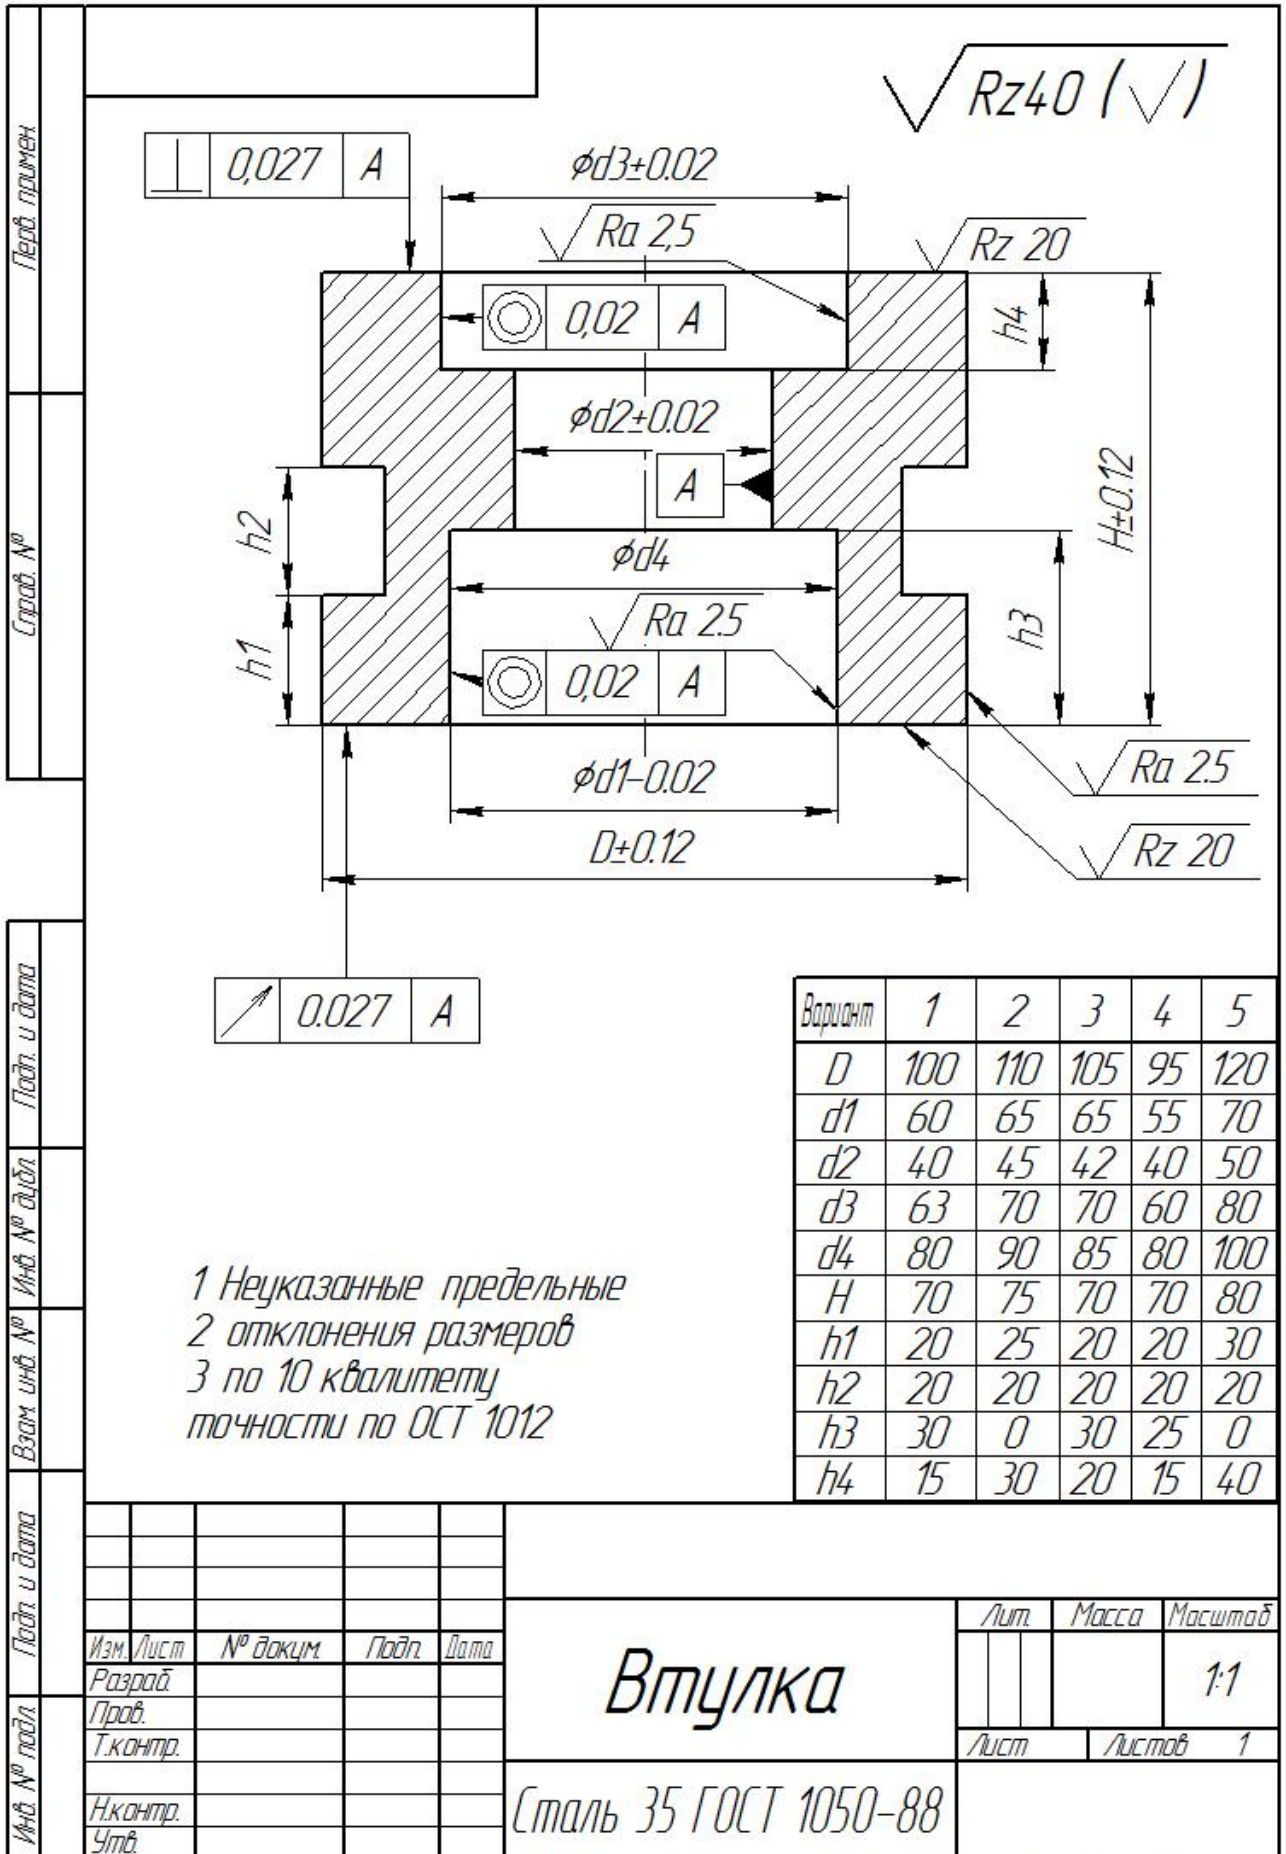 Rz40 (√)
Перв. примен.
Справ. №
Подп. и дата
Инв. № дубл.
Взам. инв. №
Подп. и дата
Инв. № подл.
⊥ 0,027 А
⌀d3±0.02
Ra 2,5
Rz 20
◎ 0,02 А
h4
⌀d2±0.02
А
H±0.12
h2
⌀d4
Ra 2.5
h3
h1
◎ 0,02 А
Ra 2.5
⌀d1-0.02
Rz 20
D±0.12
↗ 0.027 А
Вариант 1 2 3 4 5
D 100 110 105 95 120
d1 60 65 65 55 70
d2 40 45 42 40 50
d3 63 70 70 60 80
d4 80 90 85 80 100
H 70 75 70 70 80
h1 20 25 20 20 30
h2 20 20 20 20 20
h3 30 0 30 25 0
h4 15 30 20 15 40
1 Неуказанные предельные
2 отклонения размеров
3 по 10 квалитету
точности по ОСТ 1012
Изм. Лист № докум. Подп. Дата
Разраб.
Пров.
Т.контр.
Н.контр.
Утв.
Втулка
Сталь 35 ГОСТ 1050-88
Лит. Масса Масштаб
1:1
Лист Листов 1